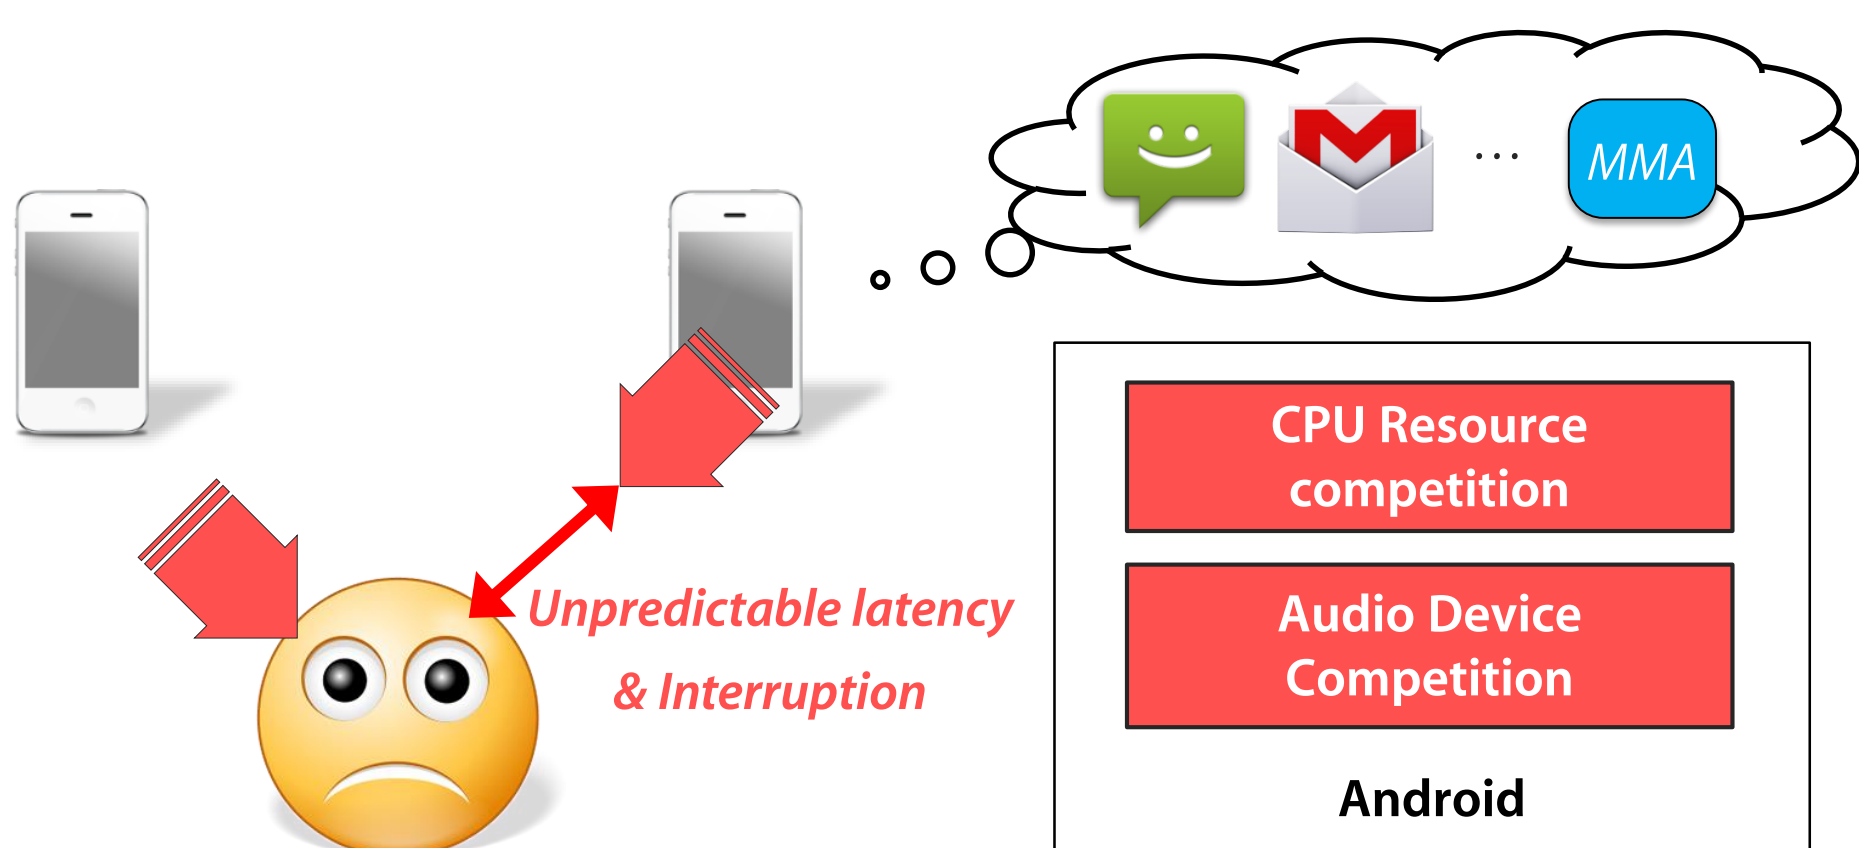 ... MMA
Unpredictable latency
& Interruption
CPU Resource
competition
Audio Device
Competition
Android